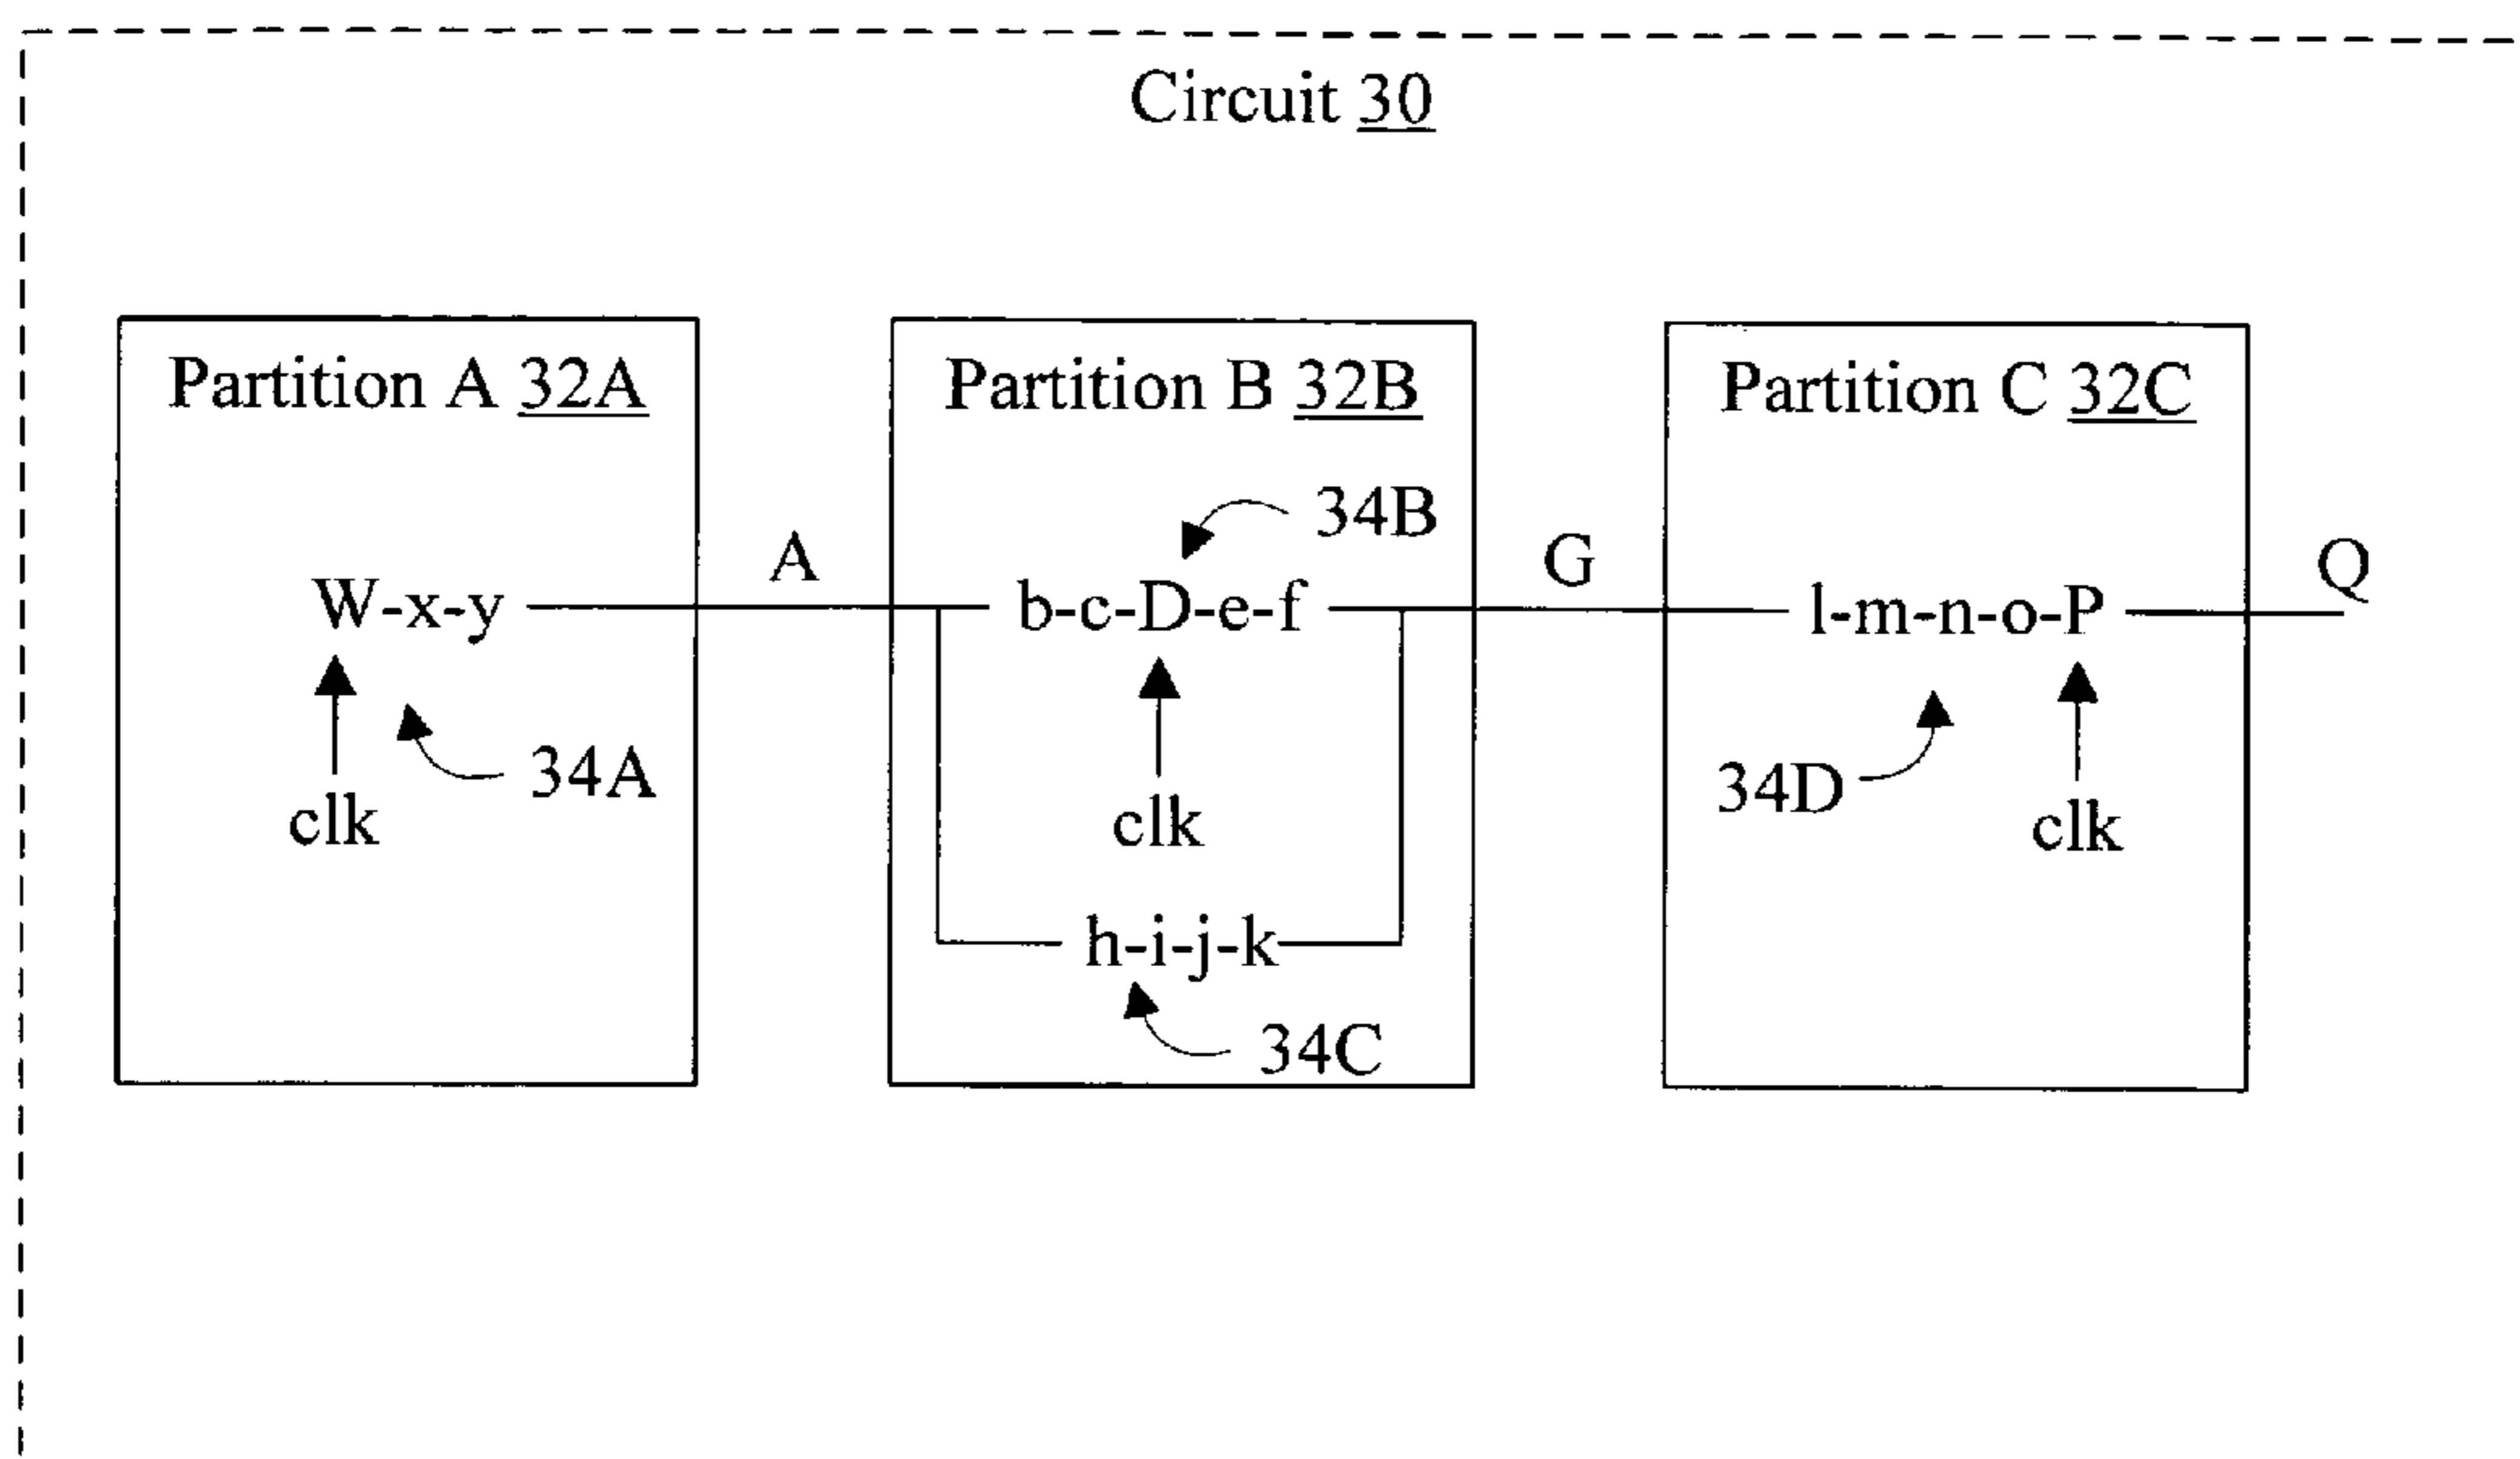 Circuit 30
Partition A 32A
Partition B 32B
Partition C 32C
34B
A
G
Q
W-x-y
b-c-D-e-f
l-m-n-o-P
34A
34D
clk
clk
clk
h-i-j-k
34C